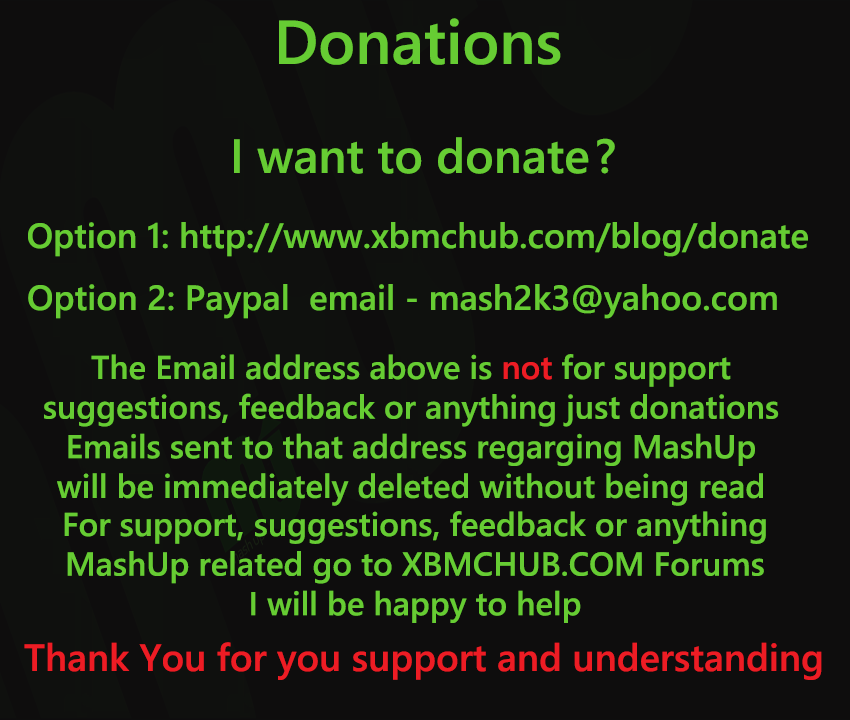 Donations
I want to donate?
Option 1: http://www.xbmchub.com/blog/donate
Option 2: Paypal  email - mash2k3@yahoo.com
The Email address above is not for support
suggestions, feedback or anything just donations
Emails sent to that address regarging MashUp
will be immediately deleted without being read
For support, suggestions, feedback or anything
MashUp related go to XBMCHUB.COM Forums
I will be happy to help
Thank You for you support and understanding